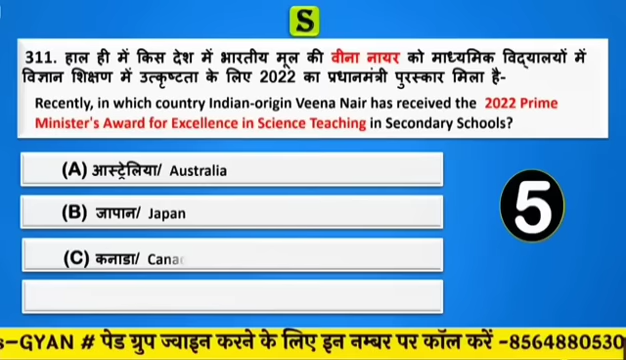 S
311. हाल ही में किस देश में भारतीय मूल की वीना नायर को माध्यमिक विद्यालयों में
विज्ञान शिक्षण में उत्कृष्टता के लिए 2022 का प्रधानमंत्री पुरस्कार मिला है-
Recently, in which country Indian-origin Veena Nair has received the 2022 Prime
Minister's Award for Excellence in Science Teaching in Secondary Schools?
(A) आस्ट्रेलिया/ Australia
(B) जापान/ Japan
(C) कनाडा/ Cana
5
s-GYAN # पेड ग्रुप ज्वाइन करने के लिए इन नम्बर पर कॉल करें -8564880530